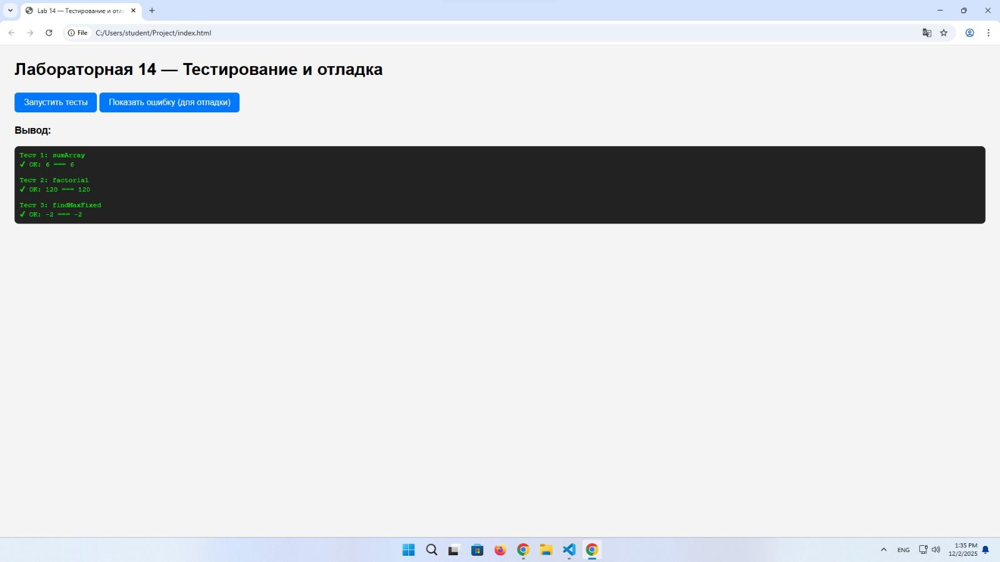 Lab 14 — Тестирование и отла
File C:/Users/student/Project/index.html
Лабораторная 14 — Тестирование и отладка
Запустить тесты Показать ошибку (для отладки)
Вывод:
Тест 1: sumArray
✓ OK: 6 === 6
Тест 2: factorial
✓ OK: 120 === 120
Тест 3: findMaxFixed
✓ OK: -2 === -2
ENG
1:35 PM
12/2/2025